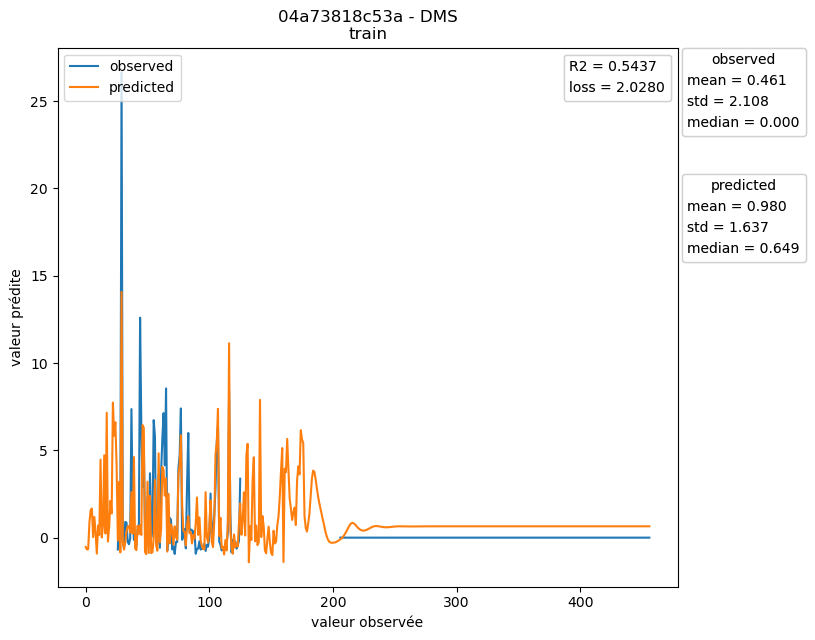 04a73818c53a - DMS
train
observed
predicted
R2 = 0.5437
loss = 2.0280
observed
mean = 0.461
std = 2.108
median = 0.000
predicted
mean = 0.980
std = 1.637
median = 0.649
valeur prédite
25
20
15
10
5
0
0 100 200 300 400
valeur observée